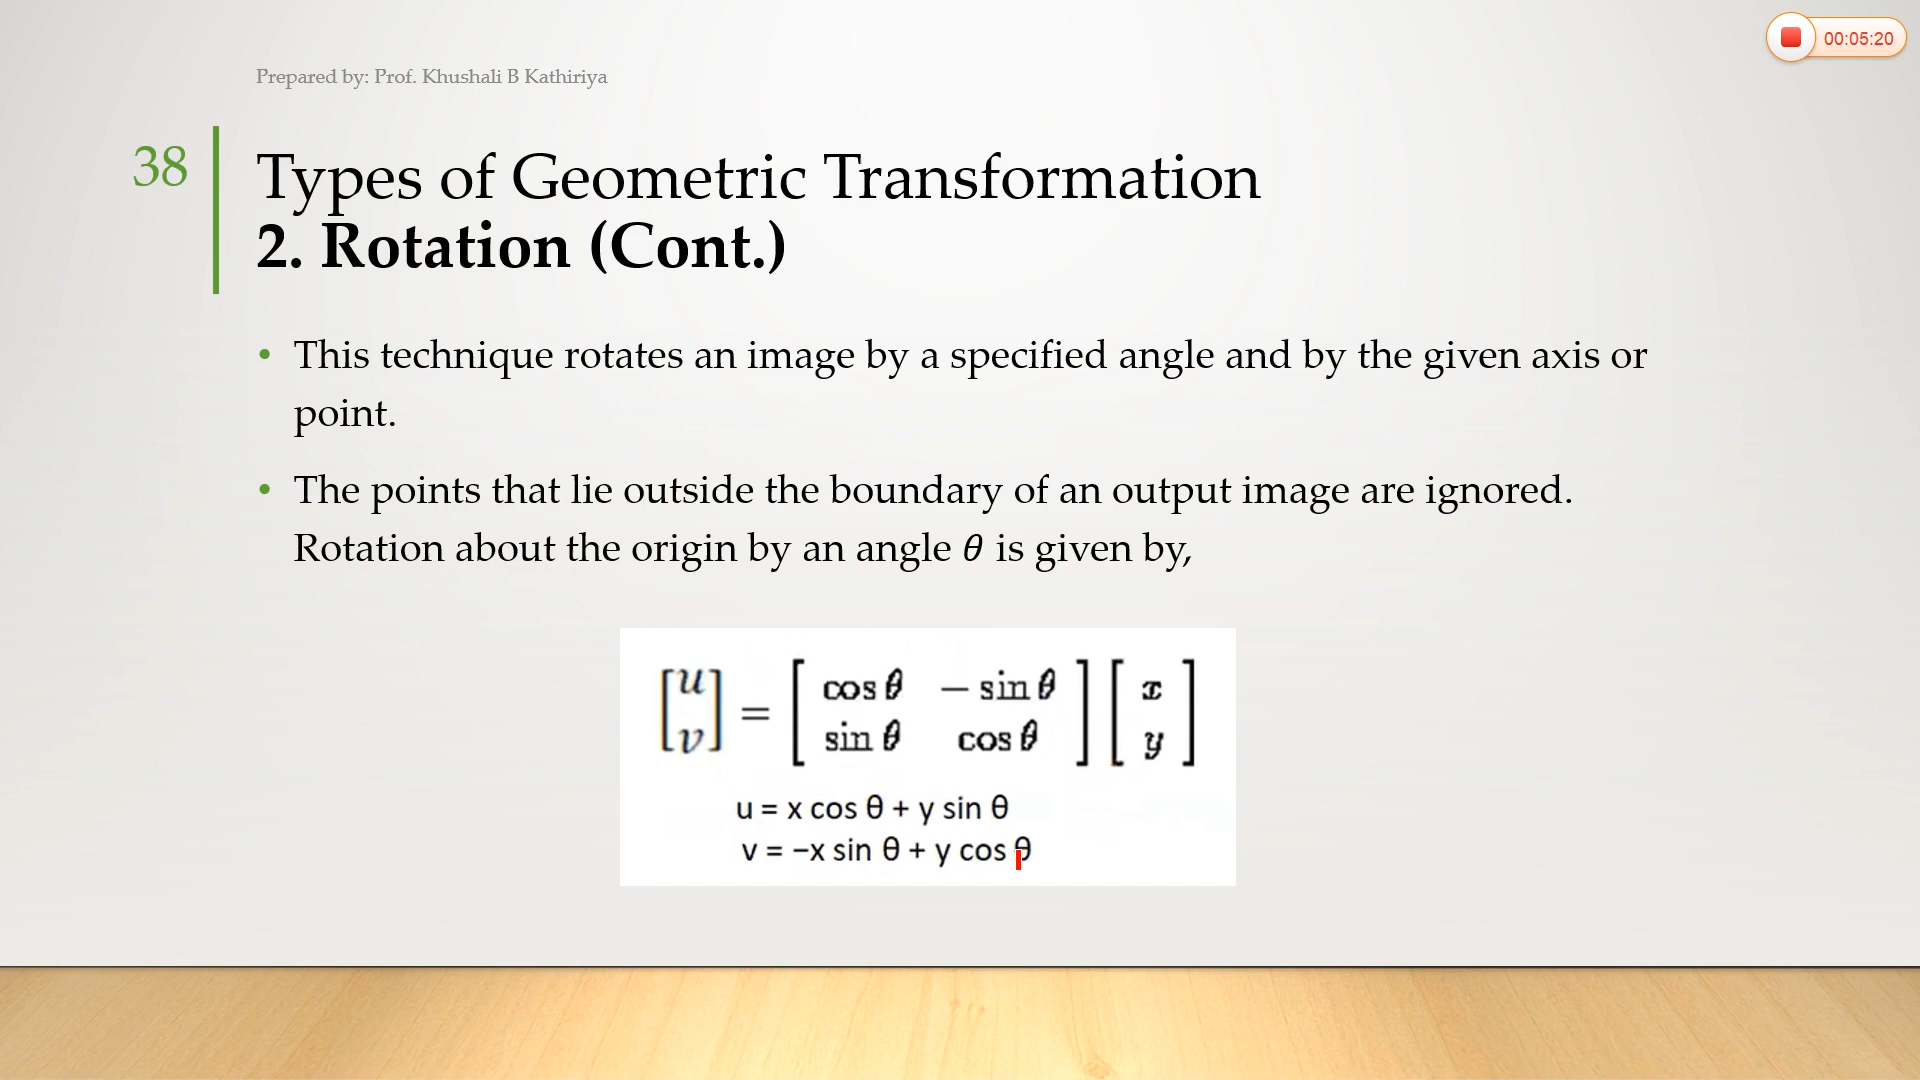 00:05:20
Prepared by: Prof. Khushali B Kathiriya
38
Types of Geometric Transformation
2. Rotation (Cont.)
• This technique rotates an image by a specified angle and by the given axis or
point.
• The points that lie outside the boundary of an output image are ignored.
Rotation about the origin by an angle θ is given by,
[u v] = [cos θ − sin θ sin θ cos θ] [x y]
u = x cos θ + y sin θ
v = −x sin θ + y cos θ